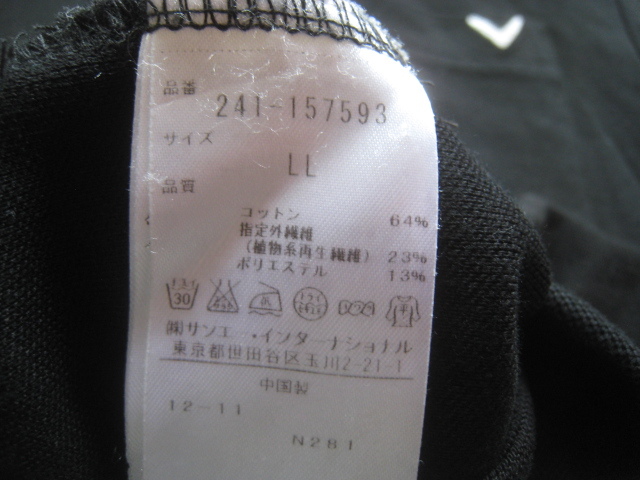 品番
241-157593
サイズ
LL
品質
コットン 64%
指定外繊維
(植物系再生繊維) 23%
ポリエステル 13%
30
㈱サンエー・インターナショナル
東京都世田谷区玉川2-21-1
中国製
12-11
N281